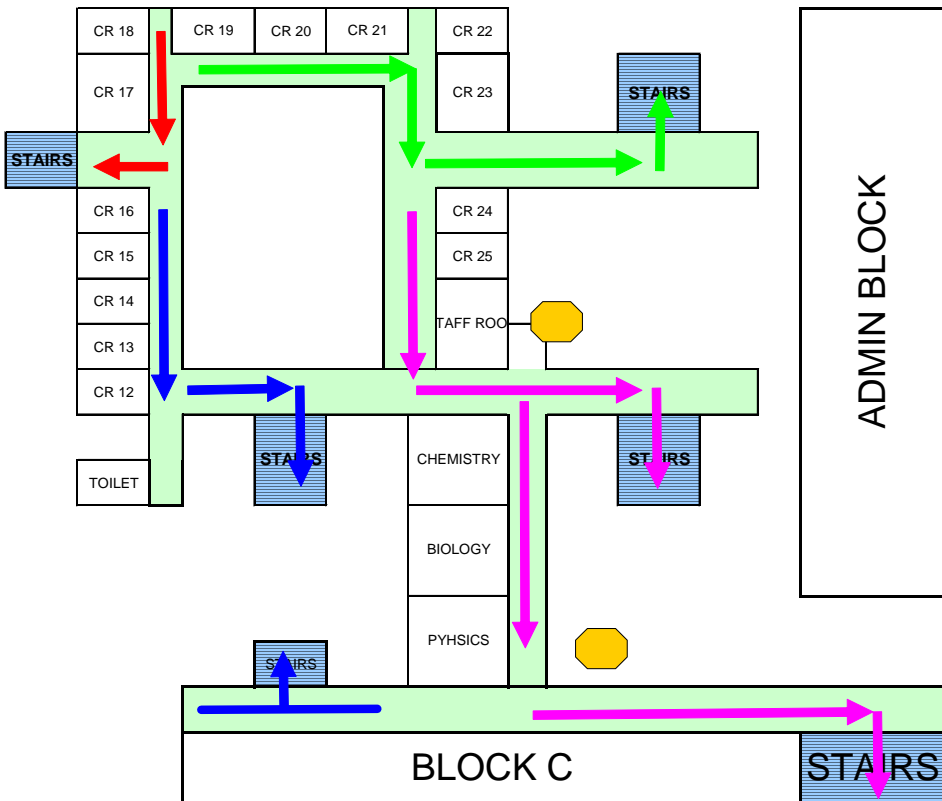 CR 18
CR 19
CR 20
CR 21
CR 22
CR 17
CR 23
STAIRS
STAIRS
CR 16
CR 24
CR 15
CR 25
CR 14
TAFF ROO
CR 13
CR 12
ADMIN BLOCK
STAIRS
CHEMISTRY
STAIRS
TOILET
BIOLOGY
PYHSICS
STAIRS
BLOCK C
STAIRS